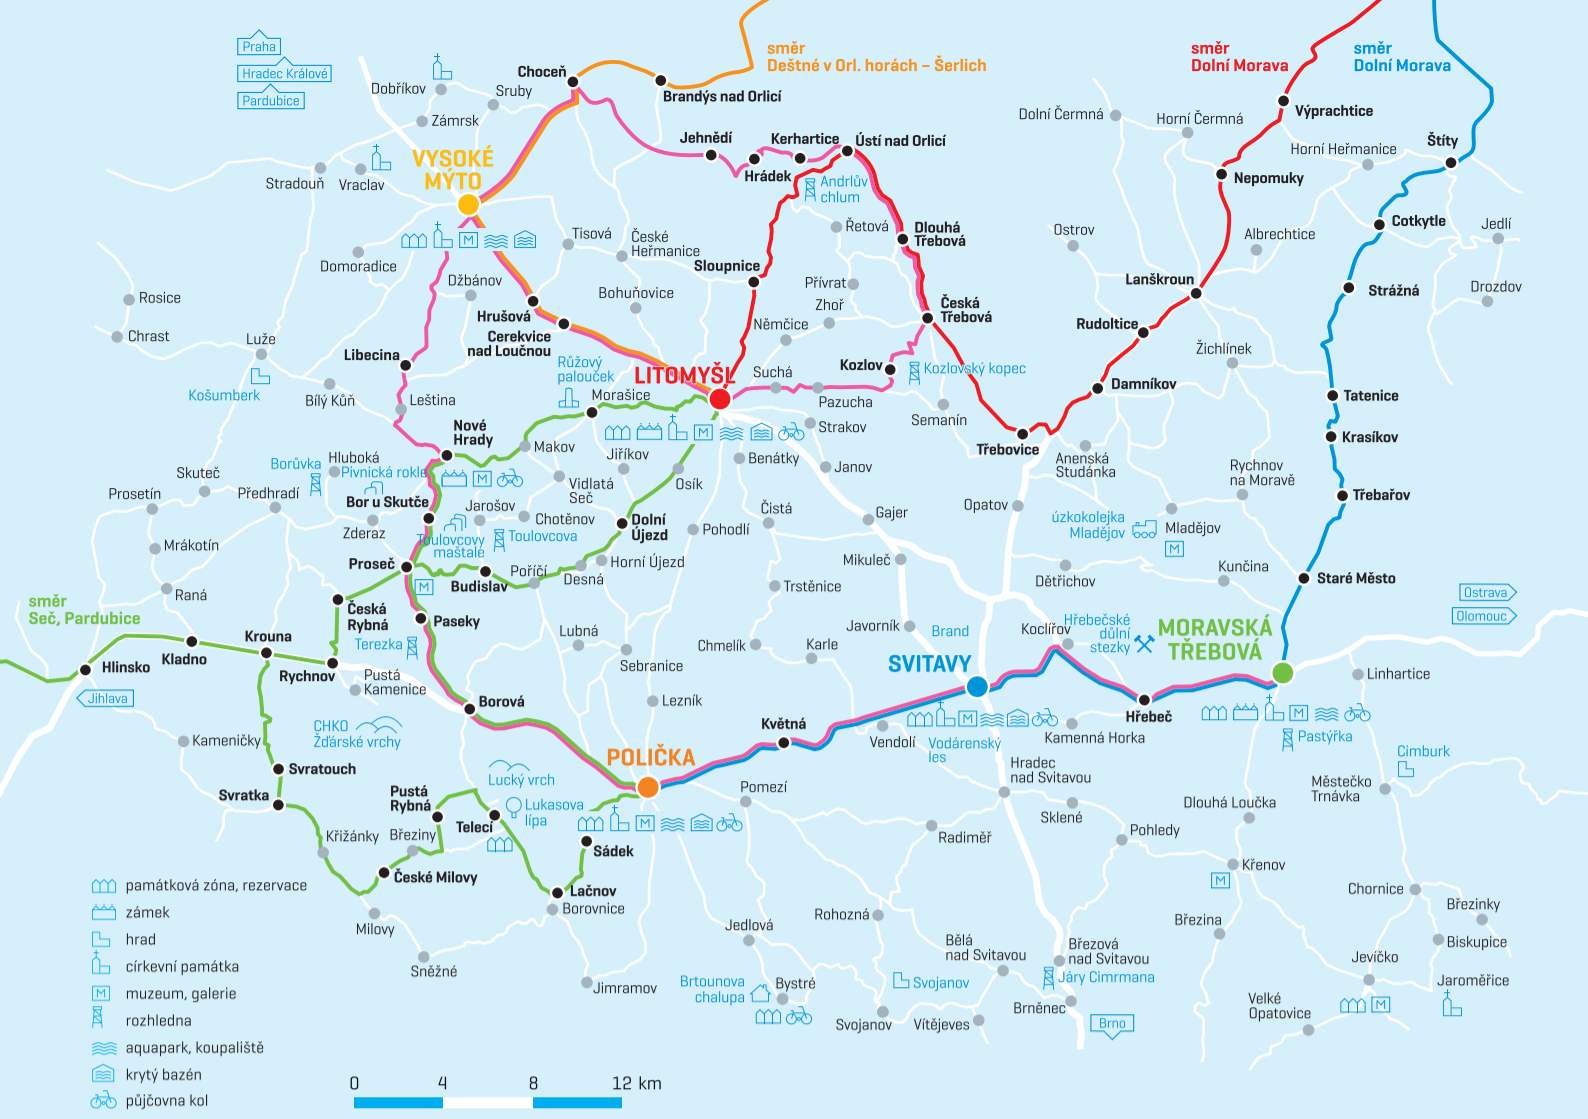 Praha
Hradec Králové
Pardubice
směr
Deštné v Orl. horách – Šerlich
směr
Dolní Morava
směr
Dolní Morava
Choceň
Dobříkov
Sruby
Brandýs nad Orlicí
Zámrsk
Výprachtice
Dolní Čermná
Horní Čermná
Jehnědí
Kerhartice
Ústí nad Orlicí
Štíty
Horní Heřmanice
VYSOKÉ
MÝTO
Hrádek
Nepomuky
Stradouň
Vraclav
Andrlův
chlum
Řetová
Dlouhá
Třebová
Cotkytle
Jedlí
Ostrov
Albrechtice
Tisová
České
Heřmanice
Domoradice
Sloupnice
Džbánov
Přívrat
Lanškroun
Strážná
Drozdov
Rosice
Bohuňovice
Zhoř
Česká
Třebová
Hrušová
Němčice
Rudoltice
Chrast
Luže
Cerekvice
nad Loučnou
Libecina
Žichlínek
Růžový
palouček
LITOMYŠL
Suchá
Kozlov
Kozlovský kopec
Damníkov
Košumberk
Bílý Kůň
Leština
Morašice
Pazucha
Tatenice
Semanín
Strakov
Nové
Hrady
Krasíkov
Makov
Třebovice
Jiříkov
Benátky
Janov
Anenská
Studánka
Rychnov
na Moravě
Hluboká
Borůvka
Pivnická rokle
Skuteč
Vidlatá
Seč
Osík
Třebařov
Prosetín
Předhradí
Bor u Skutče
Jarošov
Chotěnov
Dolní
Újezd
Čistá
Gajer
Opatov
úzkokolejka
Mladějov
Mladějov
Zderaz
Toulovcovy
maštale
Toulovcova
Pohodlí
Mrákotín
Proseč
Poříčí
Horní Újezd
Mikuleč
Budislav
Desná
Trstěnice
Dětřichov
Kunčina
Staré Město
Raná
Česká
Rybná
Paseky
Ostrava
Olomouc
směr
Seč, Pardubice
Krouna
Kladno
Terezka
Lubná
Chmelík
Karle
Javorník
Brand
Koclířov
Hřebečské
důlní
stezky
MORAVSKÁ
TŘEBOVÁ
Hlinsko
Rychnov
Sebranice
SVITAVY
Linhartice
Pustá
Kamenice
Jihlava
Borová
Lezník
Hřebeč
CHKO
Žďárské vrchy
Květná
Kameničky
Vendolí
Vodárenský
les
Kamenná Horka
Pastýřka
Cimburk
POLIČKA
Svratouch
Lucký vrch
Hradec
nad Svitavou
Městečko
Trnávka
Svratka
Pustá
Rybná
Lukasova
lípa
Pomezí
Dlouhá Loučka
Telecí
Sklené
Křižánky
Březiny
Sádek
Radiměř
Pohledy
Křenov
České Milovy
Lačnov
Chornice
památková zóna, rezervace
zámek
hrad
církevní památka
muzeum, galerie
rozhledna
aquapark, koupaliště
krytý bazén
půjčovna kol
Borovnice
Milovy
Jedlová
Rohozná
Březina
Březinky
Bělá
nad Svitavou
Březová
nad Svitavou
Biskupice
Sněžné
Jevíčko
Jimramov
Brtounova
chalupa
Bystré
Svojanov
Járy Cimrmana
Jaroměřice
Velké
Opatovice
Svojanov
Vítějeves
Brněnec
Brno
0 4 8 12 km